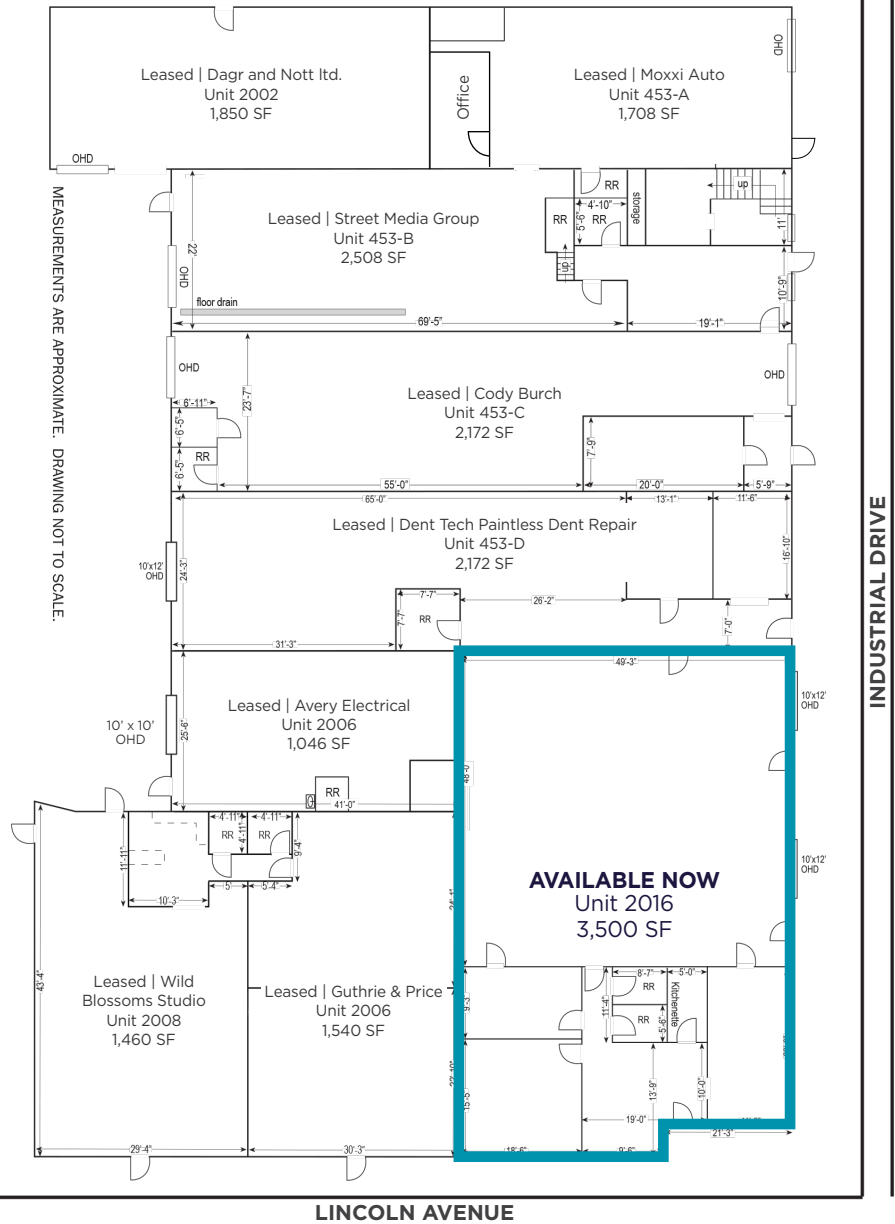 Leased | Dagr and Nott ltd.
Unit 2002
1,850 SF
Office
Leased | Moxxi Auto
Unit 453-A
1,708 SF
OHD
OHD
MEASUREMENTS ARE APPROXIMATE. DRAWING NOT TO SCALE.
Leased | Street Media Group
Unit 453-B
2,508 SF
22'
OHD
floor drain
69'-5"
RR
4'-10"
RR
5'-6"
RR
storage
up
up
11'
10'-9"
19'-1"
OHD
23'-7"
Leased | Cody Burch
Unit 453-C
2,172 SF
OHD
6'-11"
6'-5"
RR
6'-5"
7'-9"
55'-0"
20'-0"
5'-9"
65'-0"
13'-1"
11'-6"
Leased | Dent Tech Paintless Dent Repair
Unit 453-D
2,172 SF
10'x12'
OHD
24'-3"
16'-10"
7'-7"
7'-7"
RR
26'-2"
7'-0"
31'-3"
INDUSTRIAL DRIVE
Leased | Avery Electrical
Unit 2006
1,046 SF
10' x 10'
OHD
25'-6"
RR
41'-0"
49'-3"
10'x12'
OHD
48'-0"
10'x12'
OHD
AVAILABLE NOW
Unit 2016
3,500 SF
4'-11"
4'-11"
RR
4'-11"
RR
9'-4"
11'-11"
10'-3"
5'
5'-4"
24'-1"
43'-4"
Leased | Wild
Blossoms Studio
Unit 2008
1,460 SF
Leased | Guthrie & Price
Unit 2006
1,540 SF
9'-3"
11'-4"
8'-7"
5'-0"
RR
RR
5'-6"
Kitchenette
15'-5"
13'-9"
10'-0"
19'-0"
21'-3"
29'-4"
30'-3"
18'-6"
9'-6"
LINCOLN AVENUE